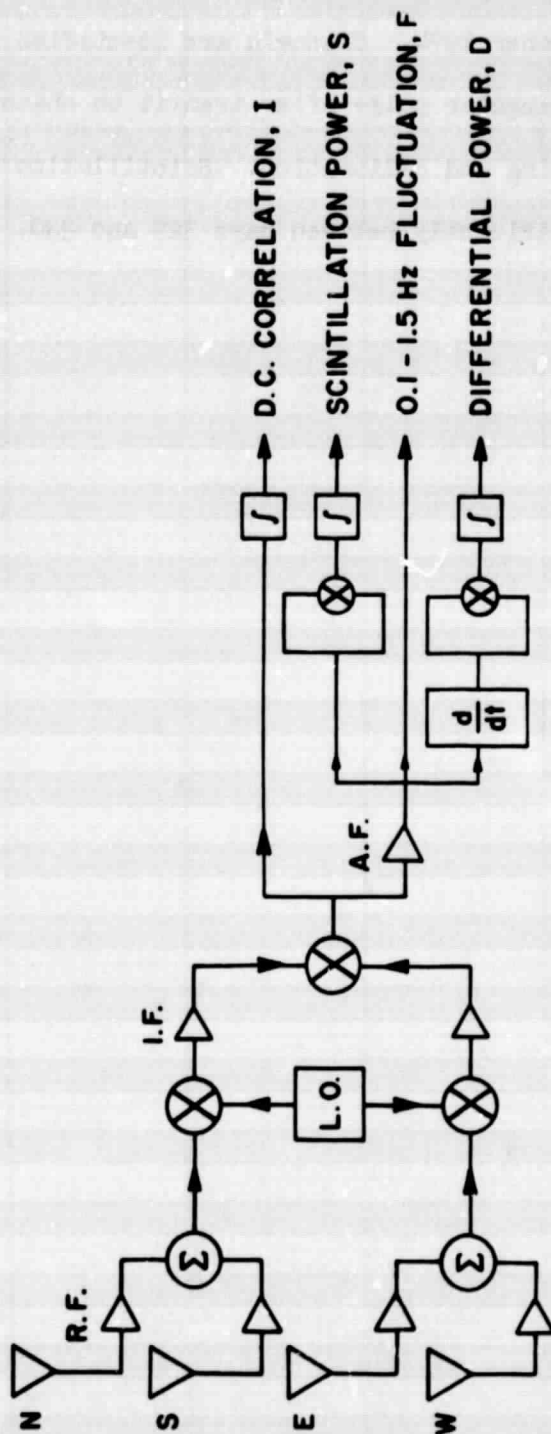 N
S
E
W
R.F.
Σ
Σ
L.O.
I.F.
A.F.
d
dt
∫
∫
∫
D.C. CORRELATION, I
SCINTILLATION POWER, S
0.1 1.5 Hz FLUCTUATION, F
DIFFERENTIAL POWER, D